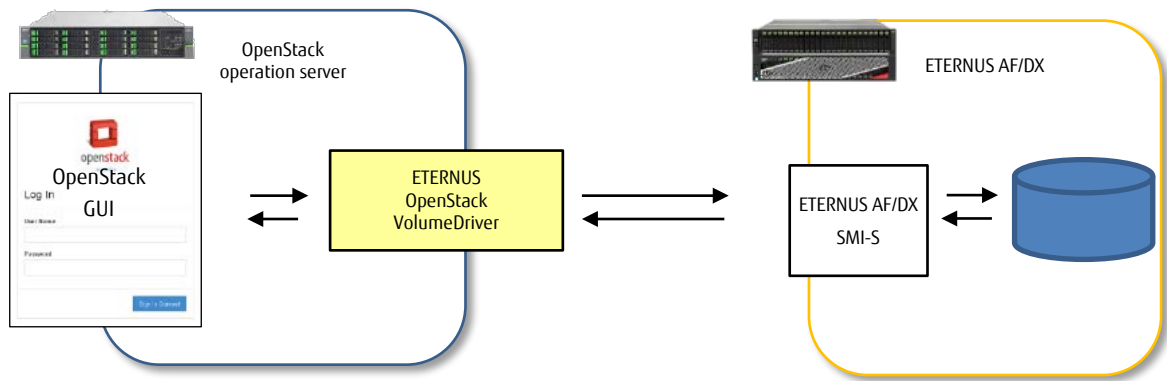 OpenStack
operation server
ETERNUS AF/DX
openstack
OpenStack
GUI
Log In
User Name
Password
ETERNUS
OpenStack
VolumeDriver
ETERNUS AF/DX
SMI-S